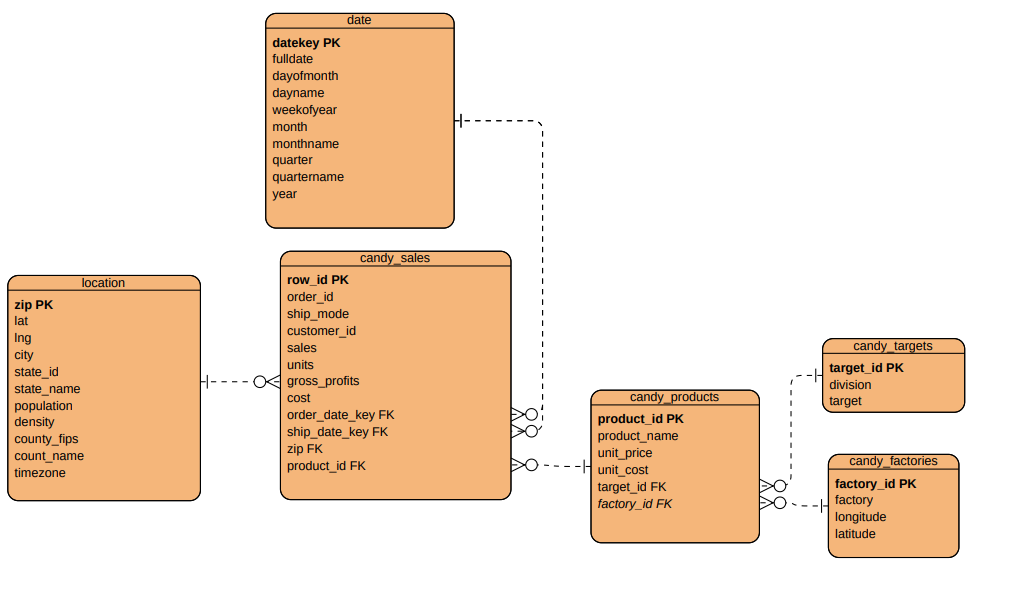 date
datekey PK
fulldate
dayofmonth
dayname
weekofyear
month
monthname
quarter
quartername
year
candy_sales
row_id PK
order_id
ship_mode
customer_id
sales
units
gross_profits
cost
order_date_key FK
ship_date_key FK
zip FK
product_id FK
location
zip PK
lat
lng
city
state_id
state_name
population
density
county_fips
count_name
timezone
candy_products
product_id PK
product_name
unit_price
unit_cost
target_id FK
factory_id FK
candy_targets
target_id PK
division
target
candy_factories
factory_id PK
factory
longitude
latitude